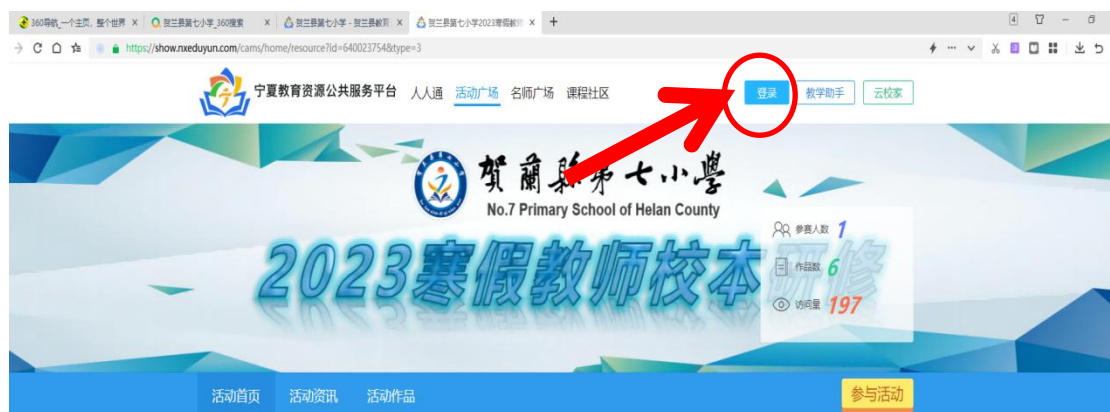 360导航_一个主页，整个世界
贺兰县第七小学_360搜索
贺兰县第七小学 - 贺兰县教育
贺兰县第七小学2023寒假教师
4
https://show.nxeduyun.com/cams/home/resource?id=640023754&type=3
宁夏教育资源公共服务平台
人人通 活动广场 名师广场 课程社区
登录 教学助手 云校家
賀蘭縣第七小學
No.7 Primary School of Helan County
2023寒假教师校本研修
参赛人数 1
作品数 6
访问量 197
活动首页 活动资讯 活动作品
参与活动